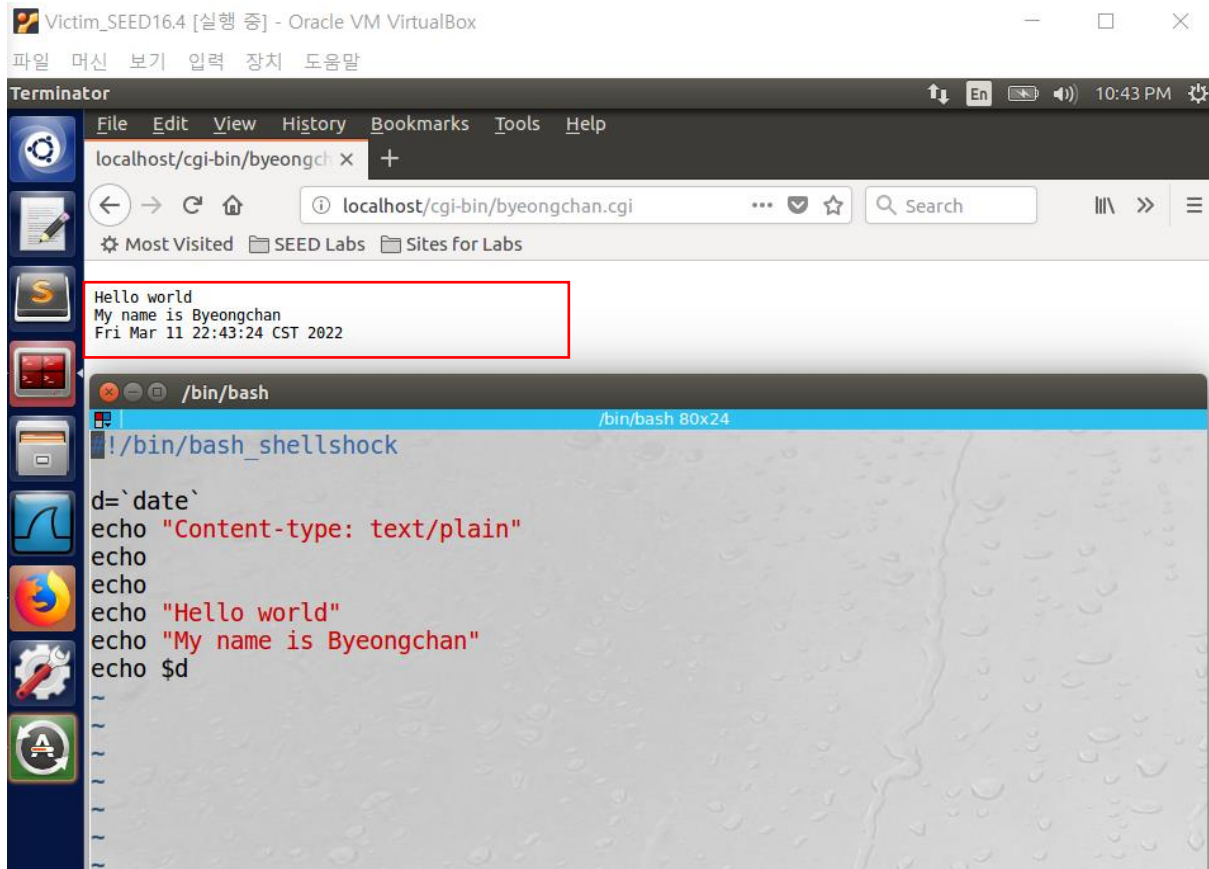 Victim_SEED16.4 [실행 중] - Oracle VM VirtualBox
파일 머신 보기 입력 장치 도움말
Terminator En 10:43 PM
File Edit View History Bookmarks Tools Help
localhost/cgi-bin/byeongch
localhost/cgi-bin/byeongchan.cgi Search
Most Visited SEED Labs Sites for Labs
Hello world
My name is Byeongchan
Fri Mar 11 22:43:24 CST 2022
/bin/bash
/bin/bash 80x24
#!/bin/bash_shellshock
d=`date`
echo "Content-type: text/plain"
echo
echo
echo "Hello world"
echo "My name is Byeongchan"
echo $d
~
~
~
~
~
~
~